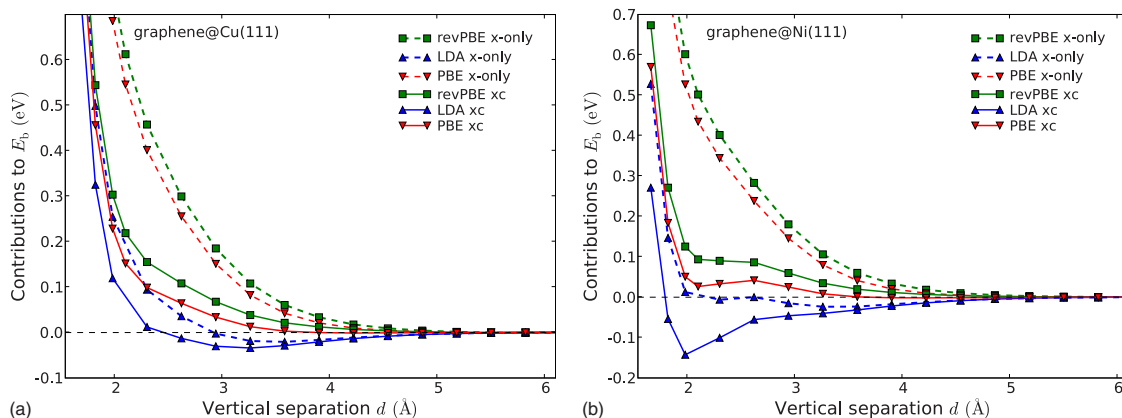 graphene@Cu(111)
revPBE x-only
LDA x-only
PBE x-only
revPBE xc
LDA xc
PBE xc
0.6
0.5
0.4
0.3
0.2
0.1
0.0
-0.1
Contributions to E_b (eV)
2 3 4 5 6
Vertical separation d (Å)
(a)
graphene@Ni(111)
revPBE x-only
LDA x-only
PBE x-only
revPBE xc
LDA xc
PBE xc
0.7
0.6
0.5
0.4
0.3
0.2
0.1
0.0
-0.1
-0.2
Contributions to E_b (eV)
2 3 4 5 6
Vertical separation d (Å)
(b)